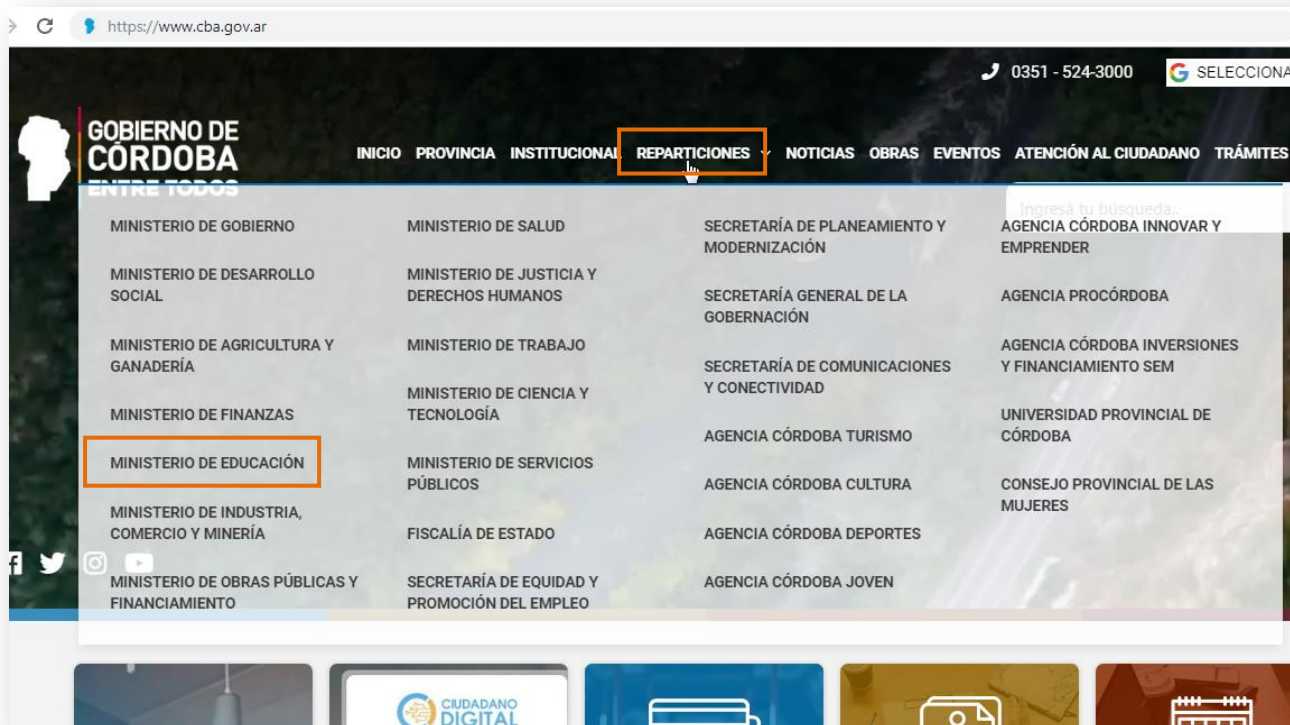 https://www.cba.gov.ar
0351 - 524-3000
SELECCIONA
GOBIERNO DE
CÓRDOBA
ENTRE TODOS
INICIO PROVINCIA INSTITUCIONAL REPARTICIONES NOTICIAS OBRAS EVENTOS ATENCIÓN AL CIUDADANO TRÁMITES
Ingresá tu búsqueda..
MINISTERIO DE GOBIERNO
MINISTERIO DE DESARROLLO
SOCIAL
MINISTERIO DE AGRICULTURA Y
GANADERÍA
MINISTERIO DE FINANZAS
MINISTERIO DE EDUCACIÓN
MINISTERIO DE INDUSTRIA,
COMERCIO Y MINERÍA
MINISTERIO DE OBRAS PÚBLICAS Y
FINANCIAMIENTO
MINISTERIO DE SALUD
MINISTERIO DE JUSTICIA Y
DERECHOS HUMANOS
MINISTERIO DE TRABAJO
MINISTERIO DE CIENCIA Y
TECNOLOGÍA
MINISTERIO DE SERVICIOS
PÚBLICOS
FISCALÍA DE ESTADO
SECRETARÍA DE EQUIDAD Y
PROMOCIÓN DEL EMPLEO
SECRETARÍA DE PLANEAMIENTO Y
MODERNIZACIÓN
SECRETARÍA GENERAL DE LA
GOBERNACIÓN
SECRETARÍA DE COMUNICACIONES
Y CONECTIVIDAD
AGENCIA CÓRDOBA TURISMO
AGENCIA CÓRDOBA CULTURA
AGENCIA CÓRDOBA DEPORTES
AGENCIA CÓRDOBA JOVEN
AGENCIA CÓRDOBA INNOVAR Y
EMPRENDER
AGENCIA PROCÓRDOBA
AGENCIA CÓRDOBA INVERSIONES
Y FINANCIAMIENTO SEM
UNIVERSIDAD PROVINCIAL DE
CÓRDOBA
CONSEJO PROVINCIAL DE LAS
MUJERES
CIUDADANO
DIGITAL